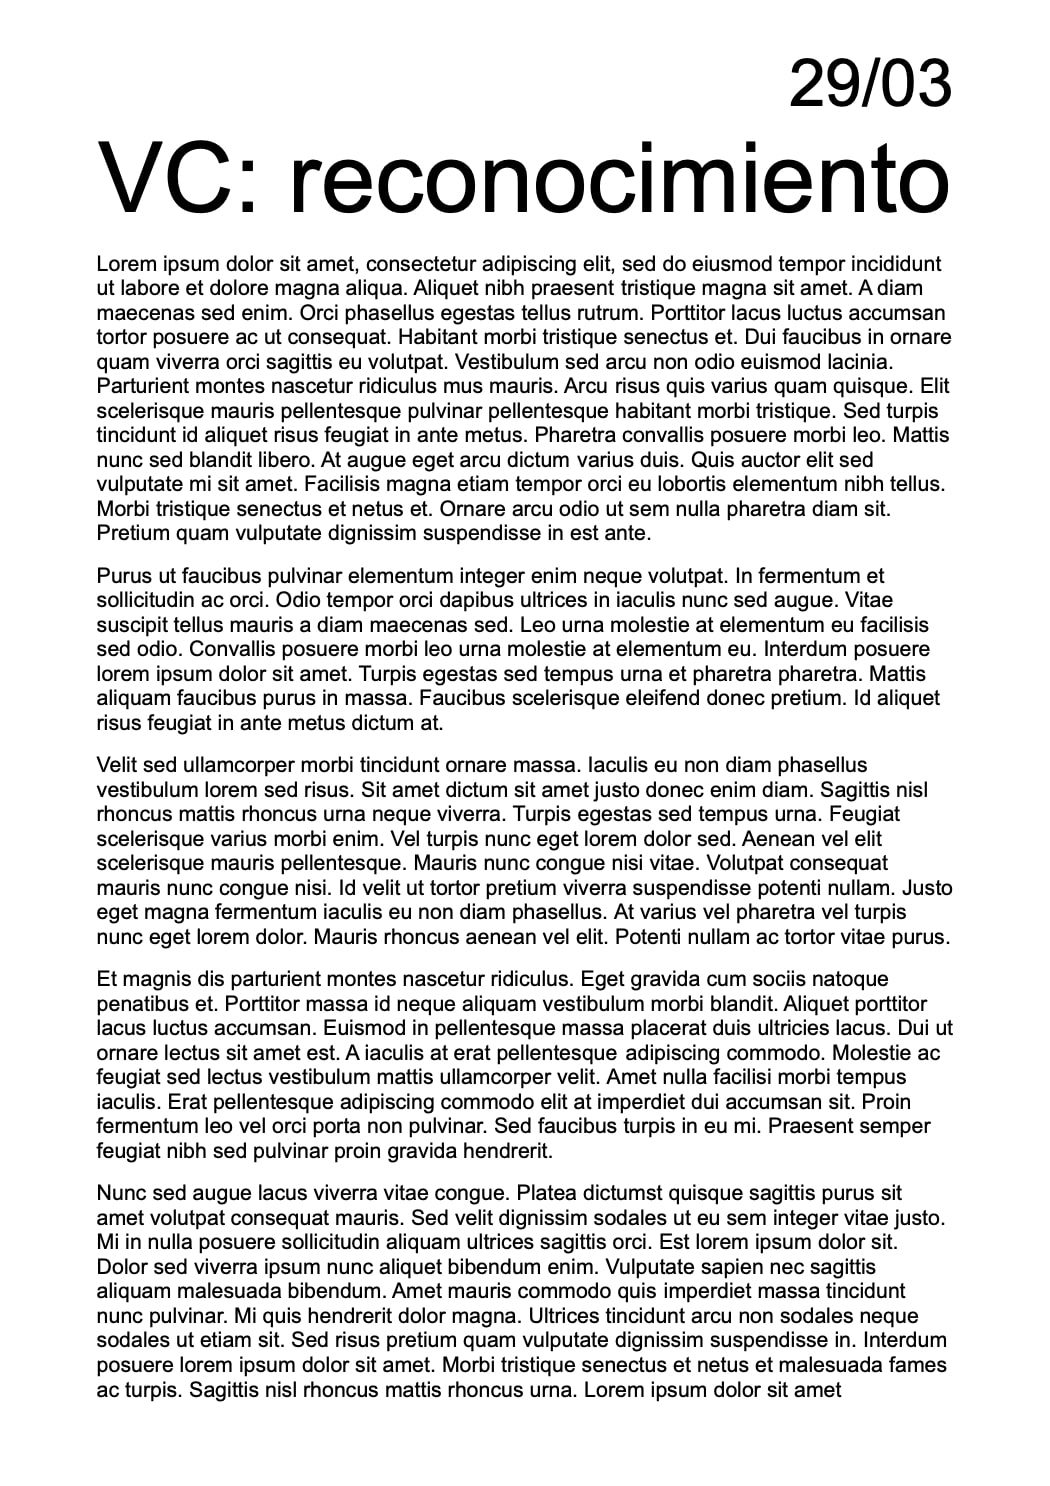 29/03
VC: reconocimiento
Lorem ipsum dolor sit amet, consectetur adipiscing elit, sed do eiusmod tempor incididunt
ut labore et dolore magna aliqua. Aliquet nibh praesent tristique magna sit amet. A diam
maecenas sed enim. Orci phasellus egestas tellus rutrum. Porttitor lacus luctus accumsan
tortor posuere ac ut consequat. Habitant morbi tristique senectus et. Dui faucibus in ornare
quam viverra orci sagittis eu volutpat. Vestibulum sed arcu non odio euismod lacinia.
Parturient montes nascetur ridiculus mus mauris. Arcu risus quis varius quam quisque. Elit
scelerisque mauris pellentesque pulvinar pellentesque habitant morbi tristique. Sed turpis
tincidunt id aliquet risus feugiat in ante metus. Pharetra convallis posuere morbi leo. Mattis
nunc sed blandit libero. At augue eget arcu dictum varius duis. Quis auctor elit sed
vulputate mi sit amet. Facilisis magna etiam tempor orci eu lobortis elementum nibh tellus.
Morbi tristique senectus et netus et. Ornare arcu odio ut sem nulla pharetra diam sit.
Pretium quam vulputate dignissim suspendisse in est ante.
Purus ut faucibus pulvinar elementum integer enim neque volutpat. In fermentum et
sollicitudin ac orci. Odio tempor orci dapibus ultrices in iaculis nunc sed augue. Vitae
suscipit tellus mauris a diam maecenas sed. Leo urna molestie at elementum eu facilisis
sed odio. Convallis posuere morbi leo urna molestie at elementum eu. Interdum posuere
lorem ipsum dolor sit amet. Turpis egestas sed tempus urna et pharetra pharetra. Mattis
aliquam faucibus purus in massa. Faucibus scelerisque eleifend donec pretium. Id aliquet
risus feugiat in ante metus dictum at.
Velit sed ullamcorper morbi tincidunt ornare massa. Iaculis eu non diam phasellus
vestibulum lorem sed risus. Sit amet dictum sit amet justo donec enim diam. Sagittis nisl
rhoncus mattis rhoncus urna neque viverra. Turpis egestas sed tempus urna. Feugiat
scelerisque varius morbi enim. Vel turpis nunc eget lorem dolor sed. Aenean vel elit
scelerisque mauris pellentesque. Mauris nunc congue nisi vitae. Volutpat consequat
mauris nunc congue nisi. Id velit ut tortor pretium viverra suspendisse potenti nullam. Justo
eget magna fermentum iaculis eu non diam phasellus. At varius vel pharetra vel turpis
nunc eget lorem dolor. Mauris rhoncus aenean vel elit. Potenti nullam ac tortor vitae purus.
Et magnis dis parturient montes nascetur ridiculus. Eget gravida cum sociis natoque
penatibus et. Porttitor massa id neque aliquam vestibulum morbi blandit. Aliquet porttitor
lacus luctus accumsan. Euismod in pellentesque massa placerat duis ultricies lacus. Dui ut
ornare lectus sit amet est. A iaculis at erat pellentesque adipiscing commodo. Molestie ac
feugiat sed lectus vestibulum mattis ullamcorper velit. Amet nulla facilisi morbi tempus
iaculis. Erat pellentesque adipiscing commodo elit at imperdiet dui accumsan sit. Proin
fermentum leo vel orci porta non pulvinar. Sed faucibus turpis in eu mi. Praesent semper
feugiat nibh sed pulvinar proin gravida hendrerit.
Nunc sed augue lacus viverra vitae congue. Platea dictumst quisque sagittis purus sit
amet volutpat consequat mauris. Sed velit dignissim sodales ut eu sem integer vitae justo.
Mi in nulla posuere sollicitudin aliquam ultrices sagittis orci. Est lorem ipsum dolor sit.
Dolor sed viverra ipsum nunc aliquet bibendum enim. Vulputate sapien nec sagittis
aliquam malesuada bibendum. Amet mauris commodo quis imperdiet massa tincidunt
nunc pulvinar. Mi quis hendrerit dolor magna. Ultrices tincidunt arcu non sodales neque
sodales ut etiam sit. Sed risus pretium quam vulputate dignissim suspendisse in. Interdum
posuere lorem ipsum dolor sit amet. Morbi tristique senectus et netus et malesuada fames
ac turpis. Sagittis nisl rhoncus mattis rhoncus urna. Lorem ipsum dolor sit amet